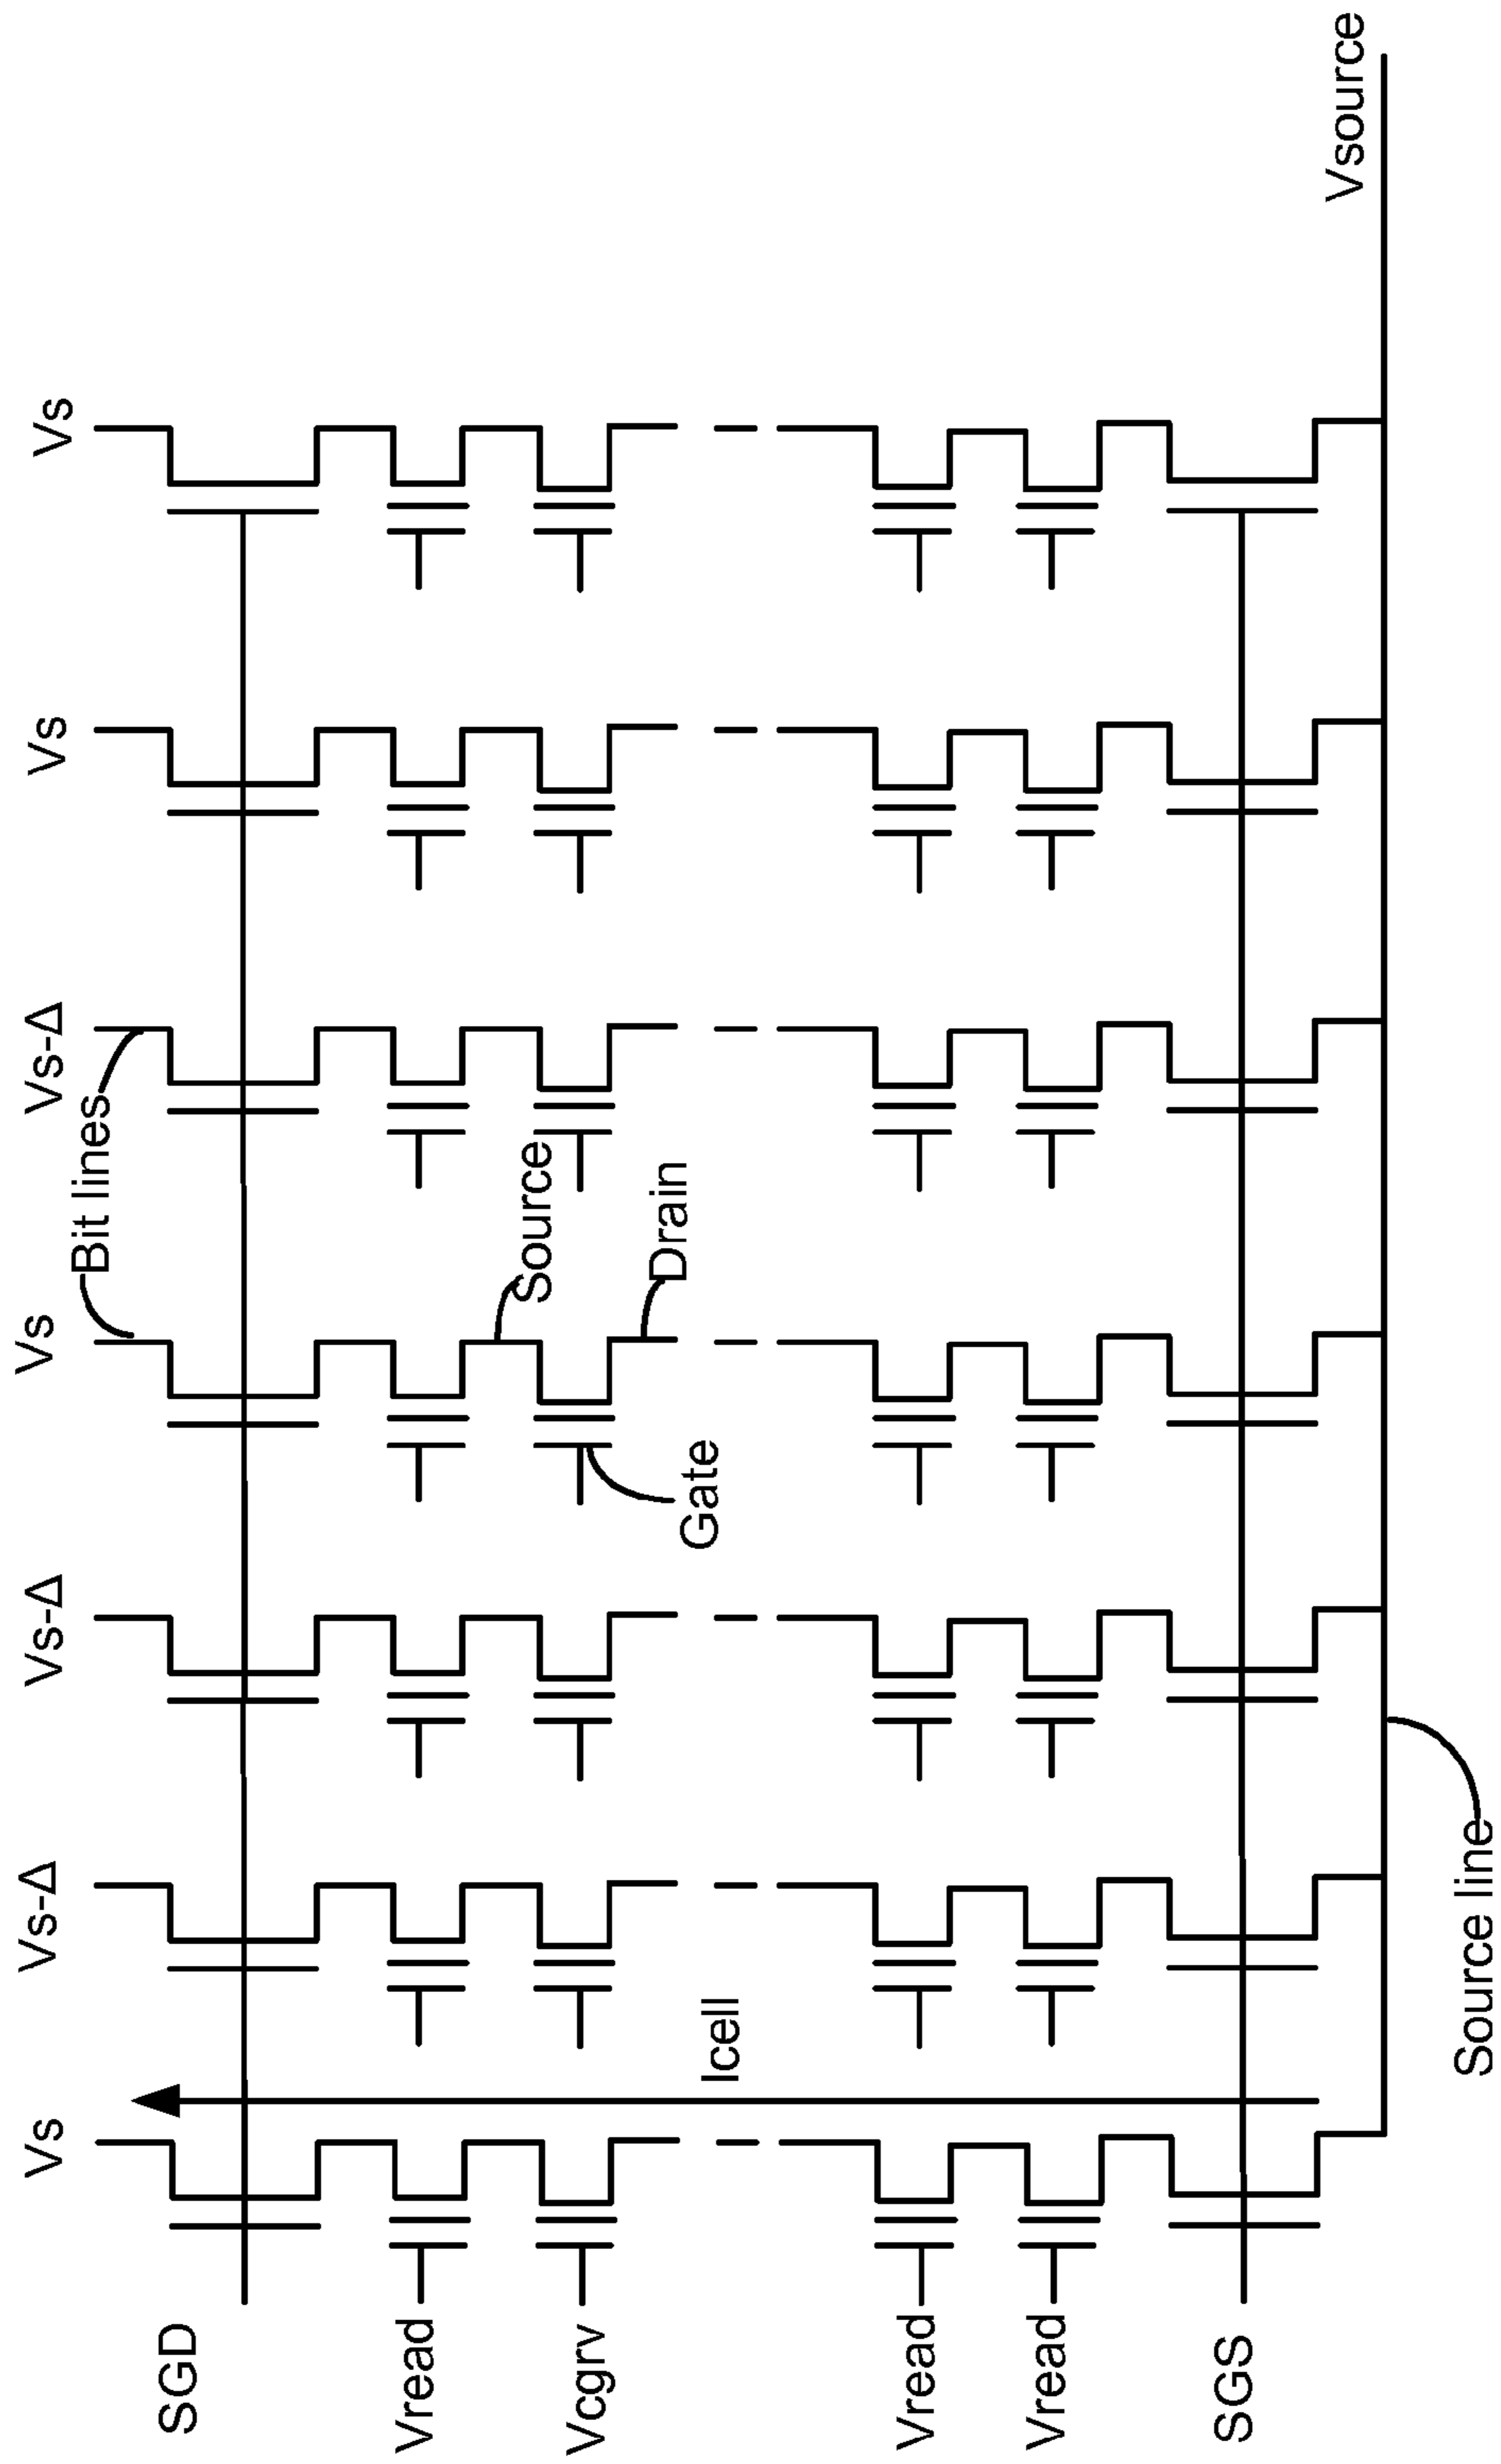 Vs
Vs-Δ
Vs-Δ
Vs
Vs-Δ
Vs
Vs
Bit lines
SGD
Vread
Source
Vcgrv
Drain
Gate
Icell
Vread
Vread
SGS
Vsource
Source line